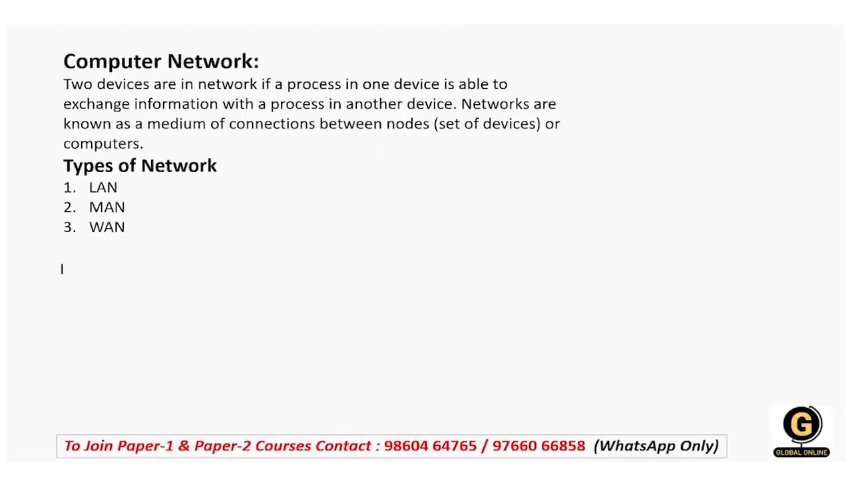 Computer Network:
Two devices are in network if a process in one device is able to
exchange information with a process in another device. Networks are
known as a medium of connections between nodes (set of devices) or
computers.
Types of Network
1. LAN
2. MAN
3. WAN
To Join Paper-1 & Paper-2 Courses Contact : 98604 64765 / 97660 66858 (WhatsApp Only)
G
GLOBAL ONLINE